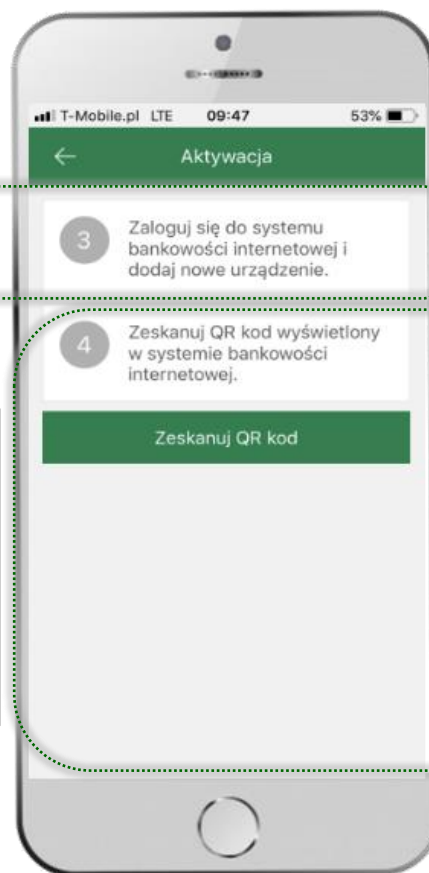 T-Mobile.pl LTE 09:47 53%
Aktywacja
3
Zaloguj się do systemu
bankowości internetowej i
dodaj nowe urządzenie.
4
Zeskanuj QR kod wyświetlony
w systemie bankowości
internetowej.
Zeskanuj QR kod